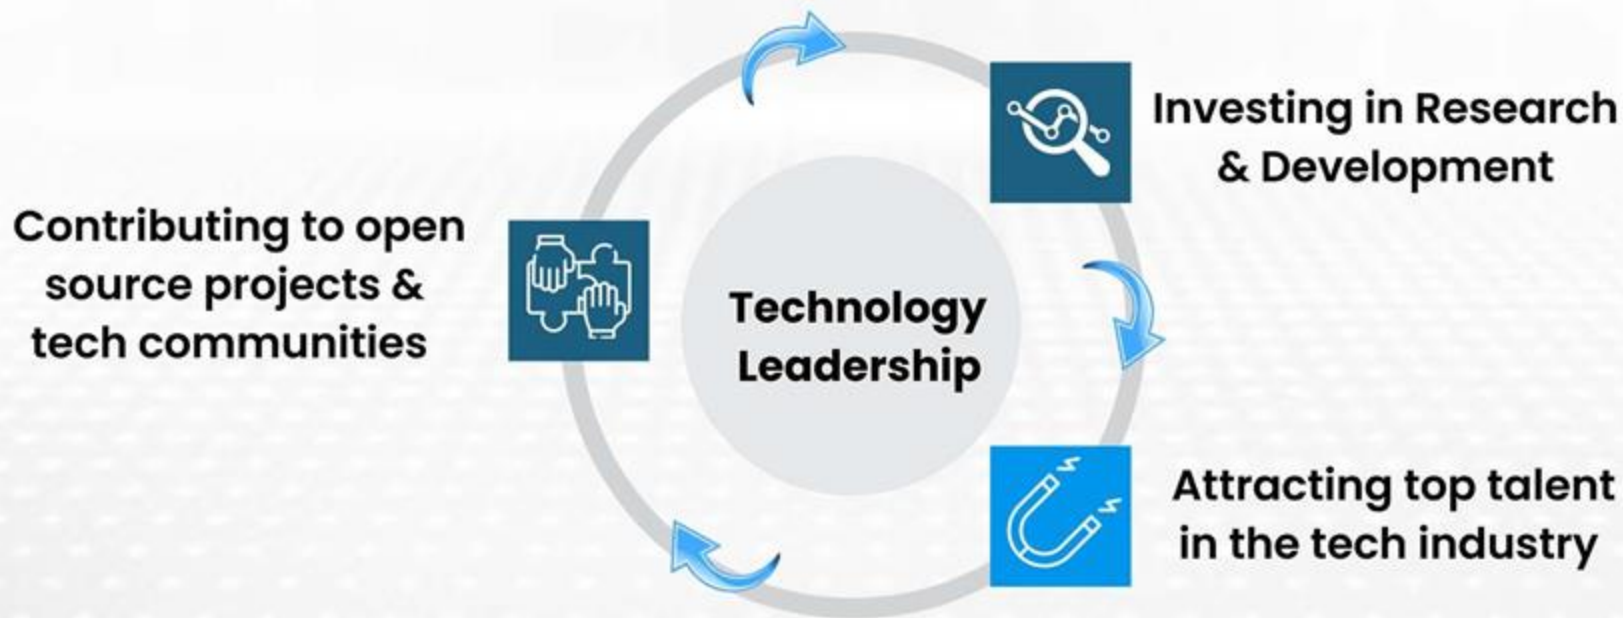 Investing in Research
& Development
Contributing to open
source projects &
tech communities
Technology
Leadership
Attracting top talent
in the tech industry